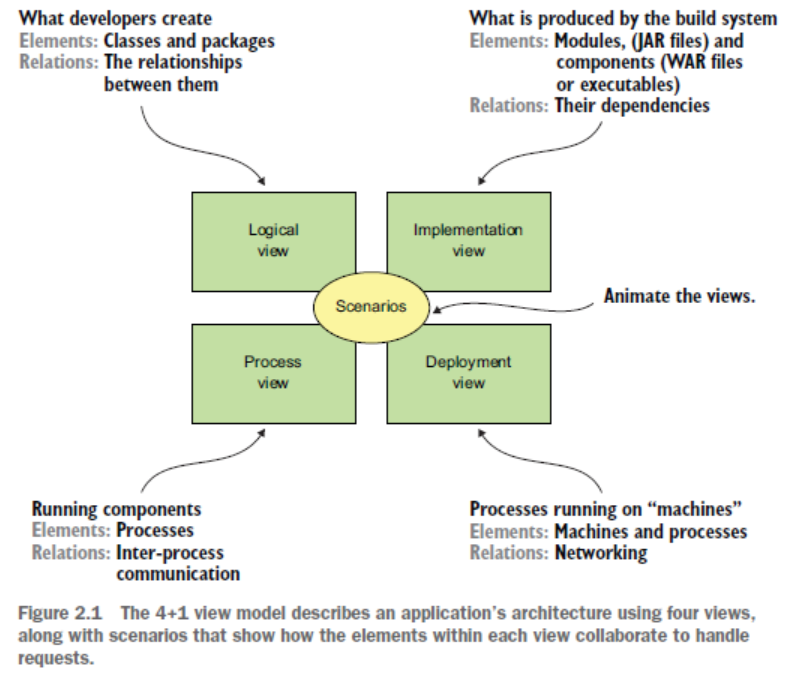 What developers create
Elements: Classes and packages
Relations: The relationships
between them
What is produced by the build system
Elements: Modules, (JAR files) and
components (WAR files
or executables)
Relations: Their dependencies
Logical
view
Implementation
view
Scenarios
Animate the views.
Process
view
Deployment
view
Running components
Elements: Processes
Relations: Inter-process
communication
Processes running on “machines”
Elements: Machines and processes
Relations: Networking
Figure 2.1 The 4+1 view model describes an application’s architecture using four views,
along with scenarios that show how the elements within each view collaborate to handle
requests.